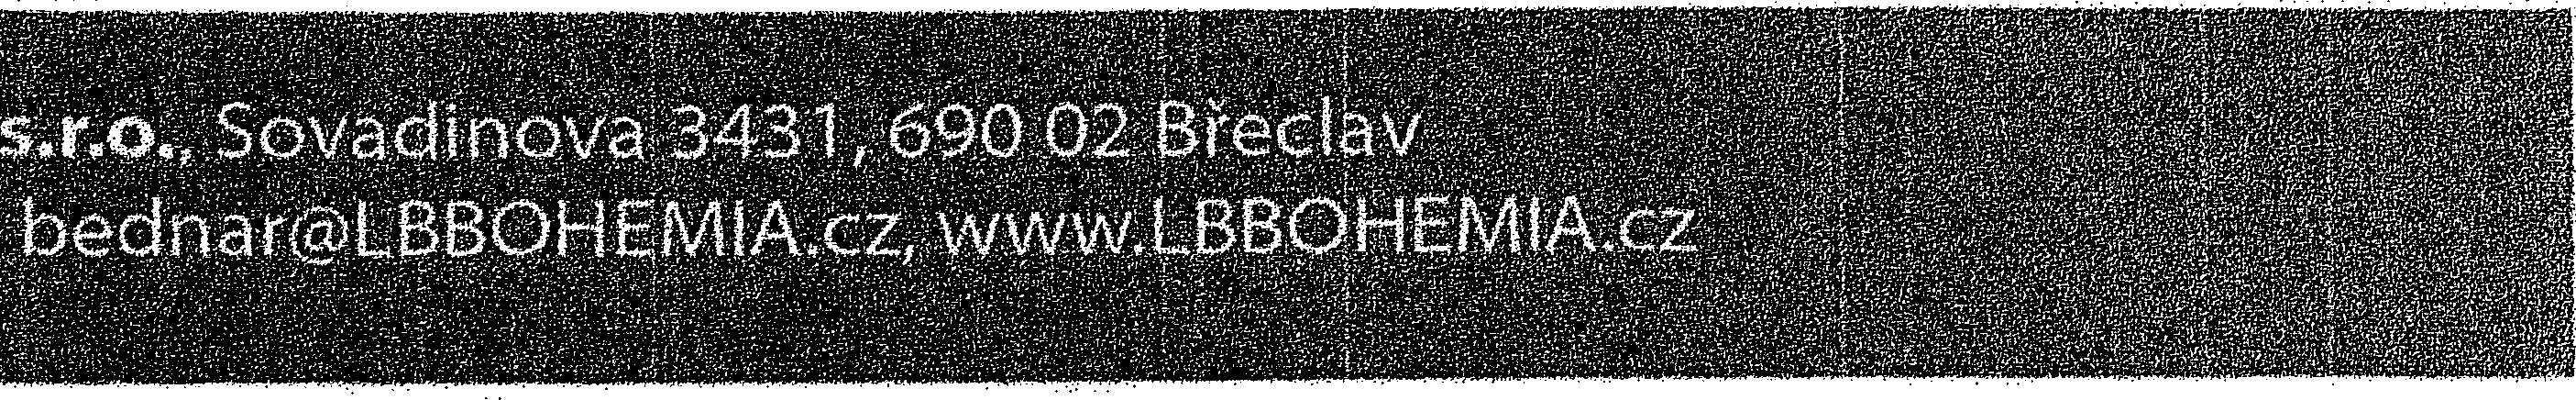 s.r.o., Sovadinova 3431, 690 02 Břeclav
bednar@LBBOHEMIA.cz, www.LBBOHEMIA.cz